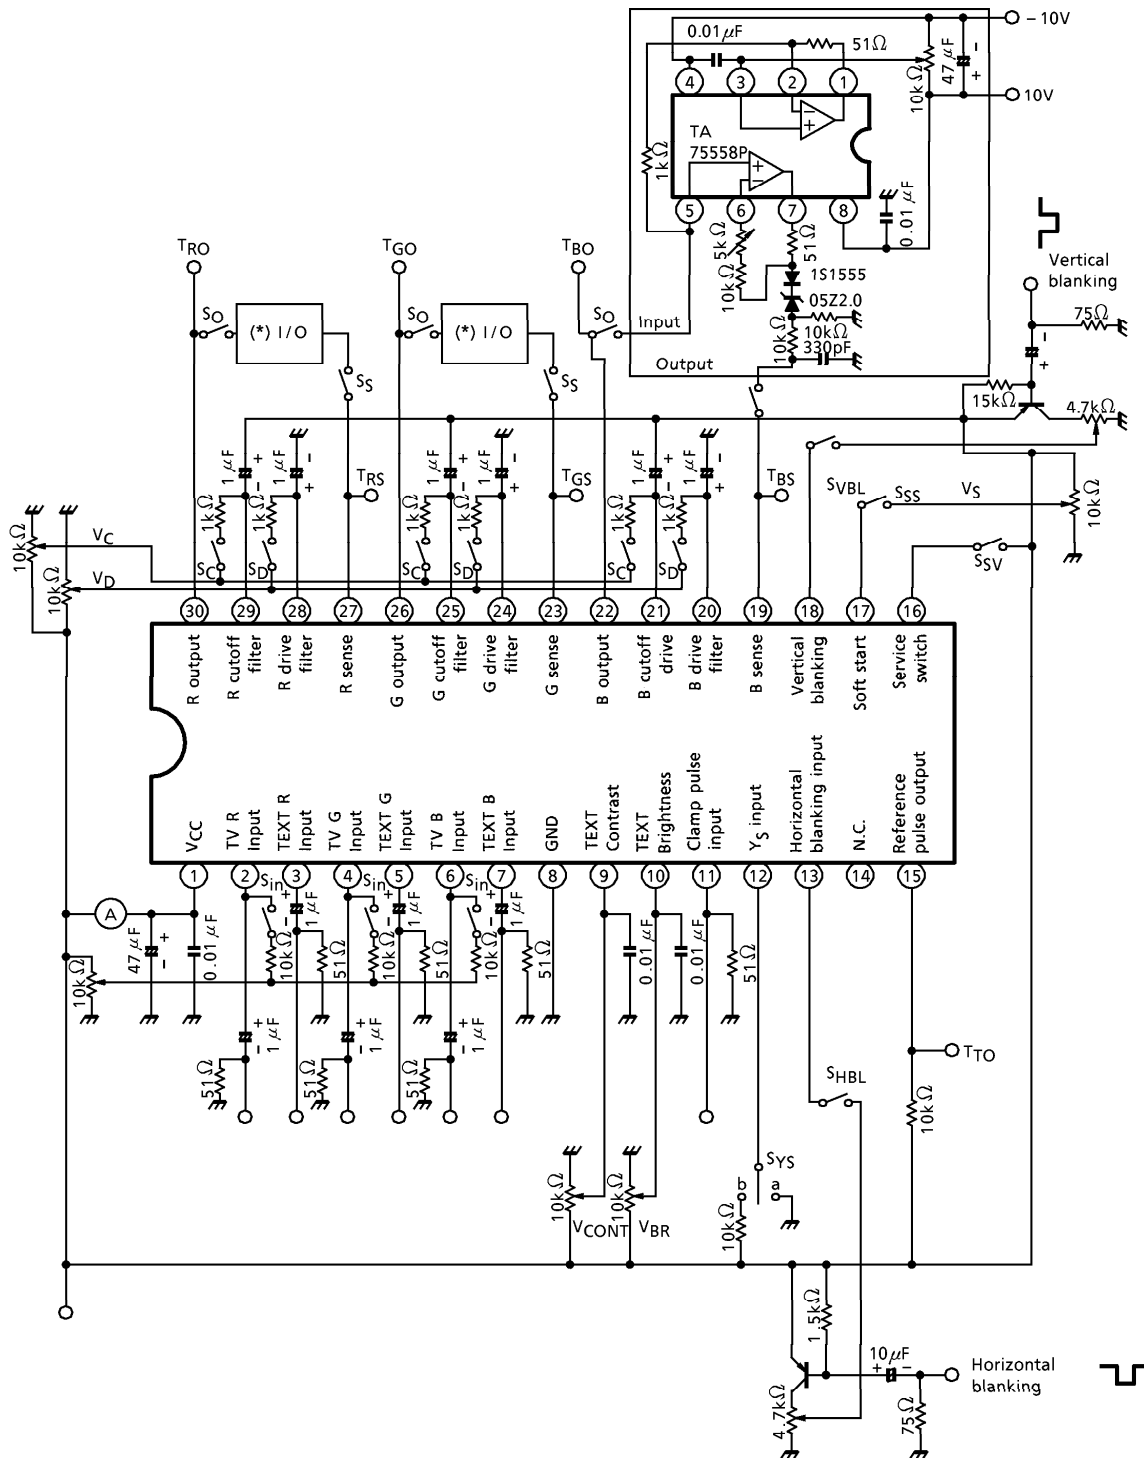 0.01μF
51Ω
47μF
-
+
10kΩ
−10V
10V
4
3
2
1
TA
75558P
1kΩ
−
+
+
−
5
6
7
8
0.01μF
5kΩ
10kΩ
51Ω
1S1555
05Z2.0
10kΩ
10kΩ
330pF
Input
Output
Vertical
blanking
75Ω
-
+
15kΩ
4.7kΩ
TRO
TGO
TBO
SO
(*) I/O
SS
SO
(*) I/O
SS
SO
1μF
+
-
1μF
-
+
1μF
+
-
1μF
-
+
1μF
+
-
1μF
-
+
1kΩ
1kΩ
1kΩ
1kΩ
1kΩ
1kΩ
TRS
TGS
TBS
SVBL
SSS
VS
10kΩ
SSV
SC
SD
SC
SD
SC
SD
10kΩ
VC
10kΩ
VD
30
29
28
27
26
25
24
23
22
21
20
19
18
17
16
R output
R cutoff
filter
R drive
filter
R sense
G output
G cutoff
filter
G drive
filter
G sense
B output
B cutoff
drive
B drive
filter
B sense
Vertical
blanking
Soft start
Service
switch
VCC
TV R
Input
TEXT R
Input
TV G
Input
TEXT G
Input
TV B
Input
TEXT B
Input
GND
TEXT
Contrast
TEXT
Brightness
Clamp pulse
input
YS input
Horizontal
blanking input
N.C.
Reference
pulse output
1
2
3
4
5
6
7
8
9
10
11
12
13
14
15
A
47μF
+
-
0.01μF
10kΩ
Sin
+
-
1μF
10kΩ
51Ω
Sin
+
-
1μF
10kΩ
51Ω
Sin
+
-
1μF
10kΩ
51Ω
0.01μF
0.01μF
51Ω
+
-
1μF
51Ω
+
-
1μF
51Ω
+
-
1μF
51Ω
TTO
10kΩ
SHBL
SYS
b
a
10kΩ
10kΩ
VCONT
10kΩ
VBR
1.5kΩ
10μF
+
−
Horizontal
blanking
4.7kΩ
75Ω